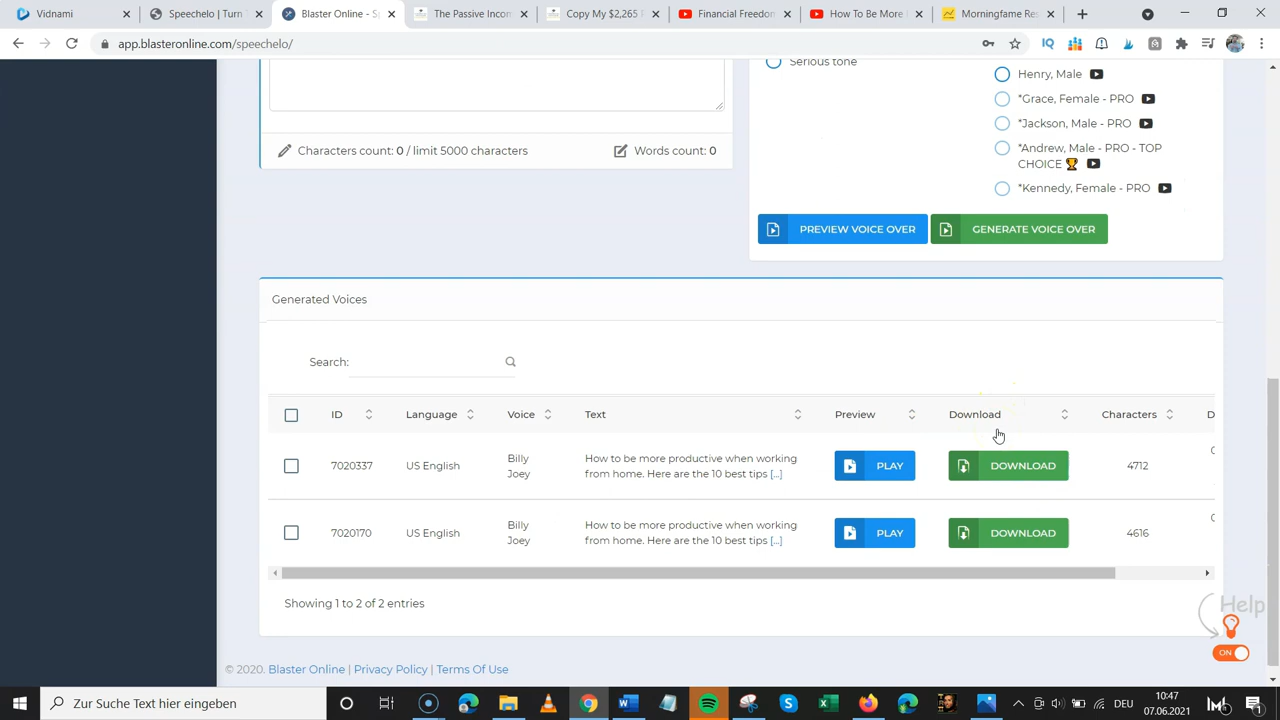 Vidnami
Speechelo | Turn
Blaster Online - S
The Passive Incom
Copy My $2,265
Financial Freedom
How To Be More
Morningfame Res
app.blasteronline.com/speechelo/
Serious tone
Henry, Male
*Grace, Female - PRO
*Jackson, Male - PRO
*Andrew, Male - PRO - TOP
CHOICE
*Kennedy, Female - PRO
Characters count: 0 / limit 5000 characters
Words count: 0
PREVIEW VOICE OVER
GENERATE VOICE OVER
Generated Voices
Search:
ID
Language
Voice
Text
Preview
Download
Characters
D
7020337
US English
Billy
Joey
How to be more productive when working
from home. Here are the 10 best tips [...]
PLAY
DOWNLOAD
4712
7020170
US English
Billy
Joey
How to be more productive when working
from home. Here are the 10 best tips [...]
PLAY
DOWNLOAD
4616
Showing 1 to 2 of 2 entries
Help
ON
© 2020. Blaster Online | Privacy Policy | Terms Of Use
Zur Suche Text hier eingeben
DEU
10:47
07.06.2021